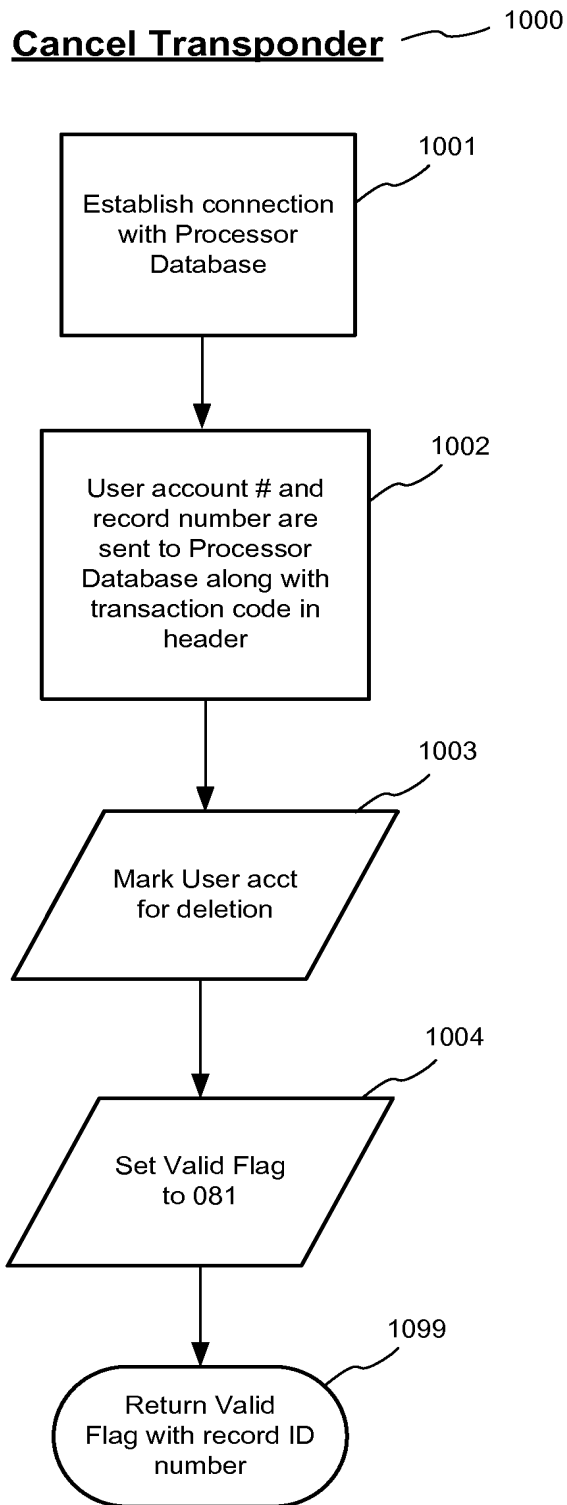 Cancel Transponder
1000
1001
Establish connection
with Processor
Database
1002
User account # and
record number are
sent to Processor
Database along with
transaction code in
header
1003
Mark User acct
for deletion
1004
Set Valid Flag
to 081
1099
Return Valid
Flag with record ID
number